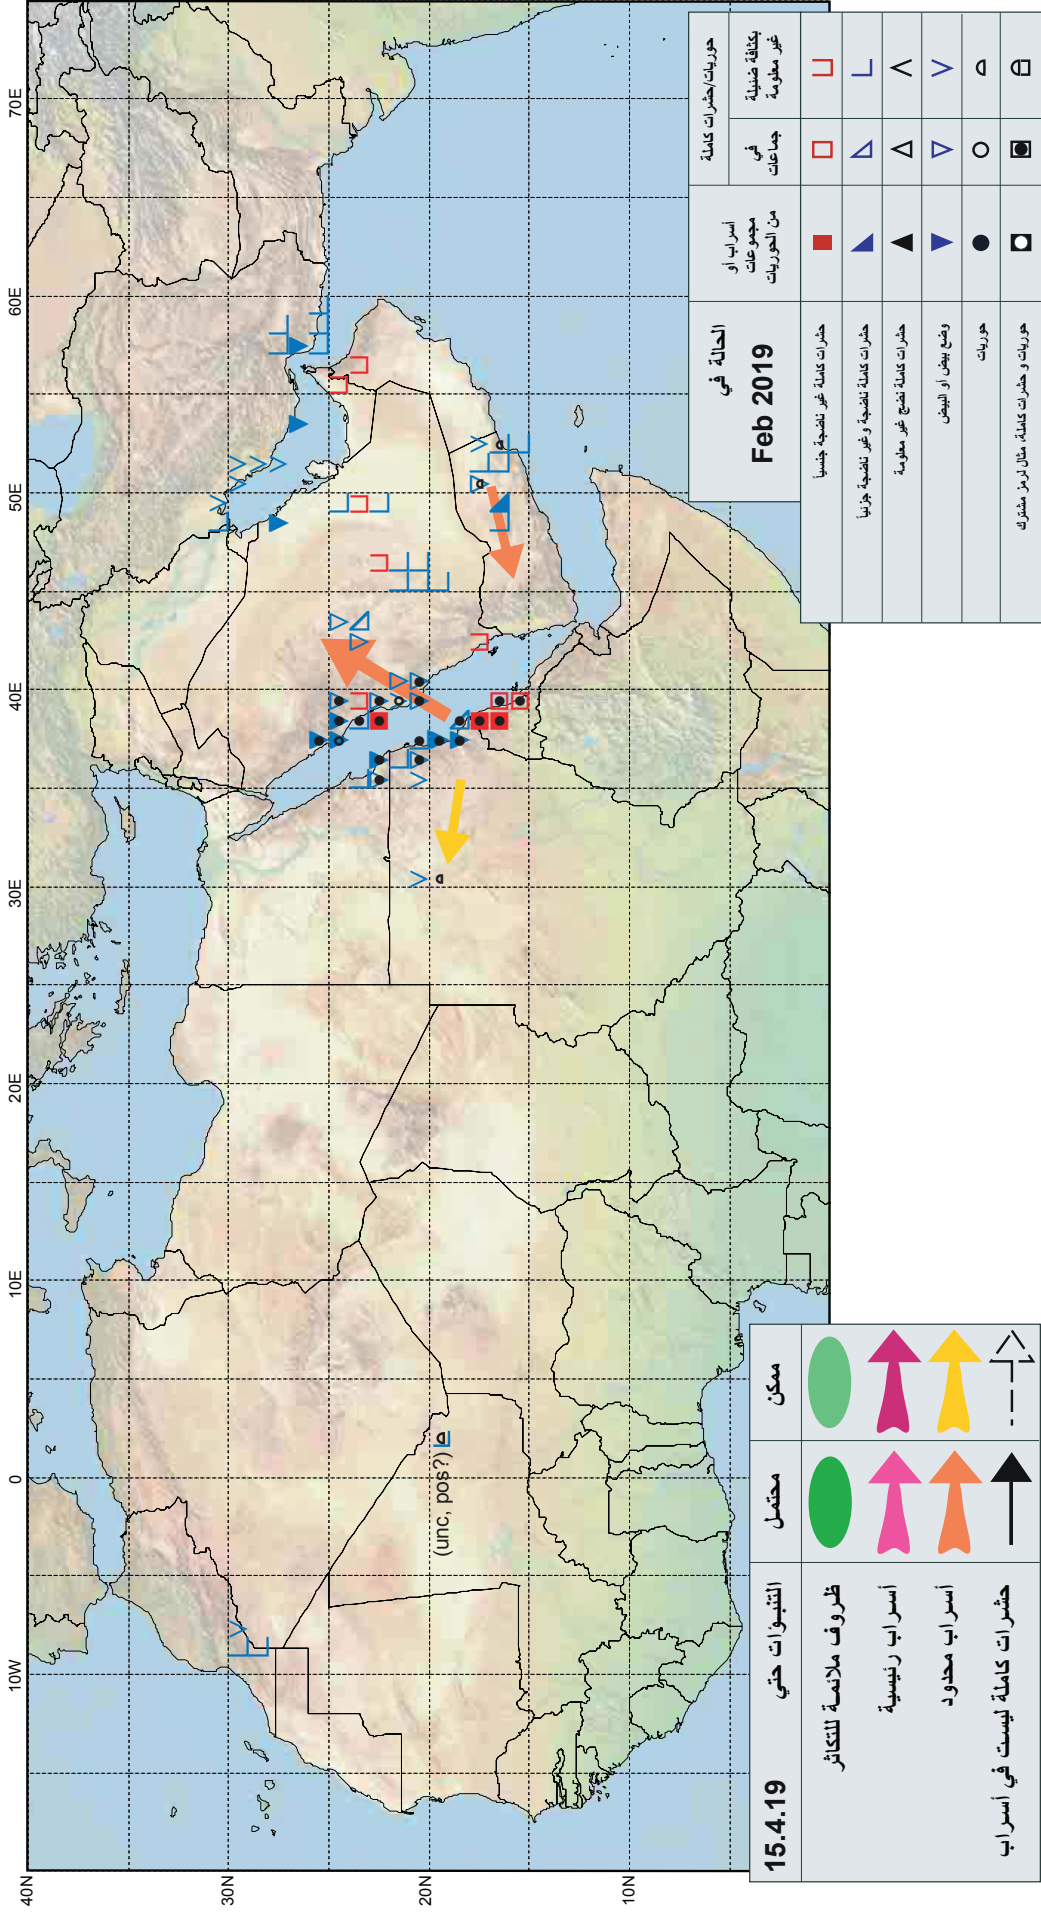 40N
30N
20N
10N
10W
0
10E
20E
30E
40E
50E
60E
70E
(unc, pos?)
15.4.19
التنبؤات حتي
محتمل
ممكن
ظروف ملائمة للتكاثر
أسراب رئيسية
أسراب محدود
حشرات كاملة ليست في أسراب
الحالة في
Feb 2019
أسراب أو
مجموعات
من الحوريات
حوريات/حشرات كاملة
في
جماعات
بكثافة ضئيلة
غير معلومة
حشرات كاملة غير ناضجة جنسياً
حشرات كاملة ناضجة وغير ناضجة جزئياً
حشرات كاملة نضج غير معلومة
وضع بيض أو البيض
حوريات
حوريات و حشرات كاملة، مثال لرمز مشترك